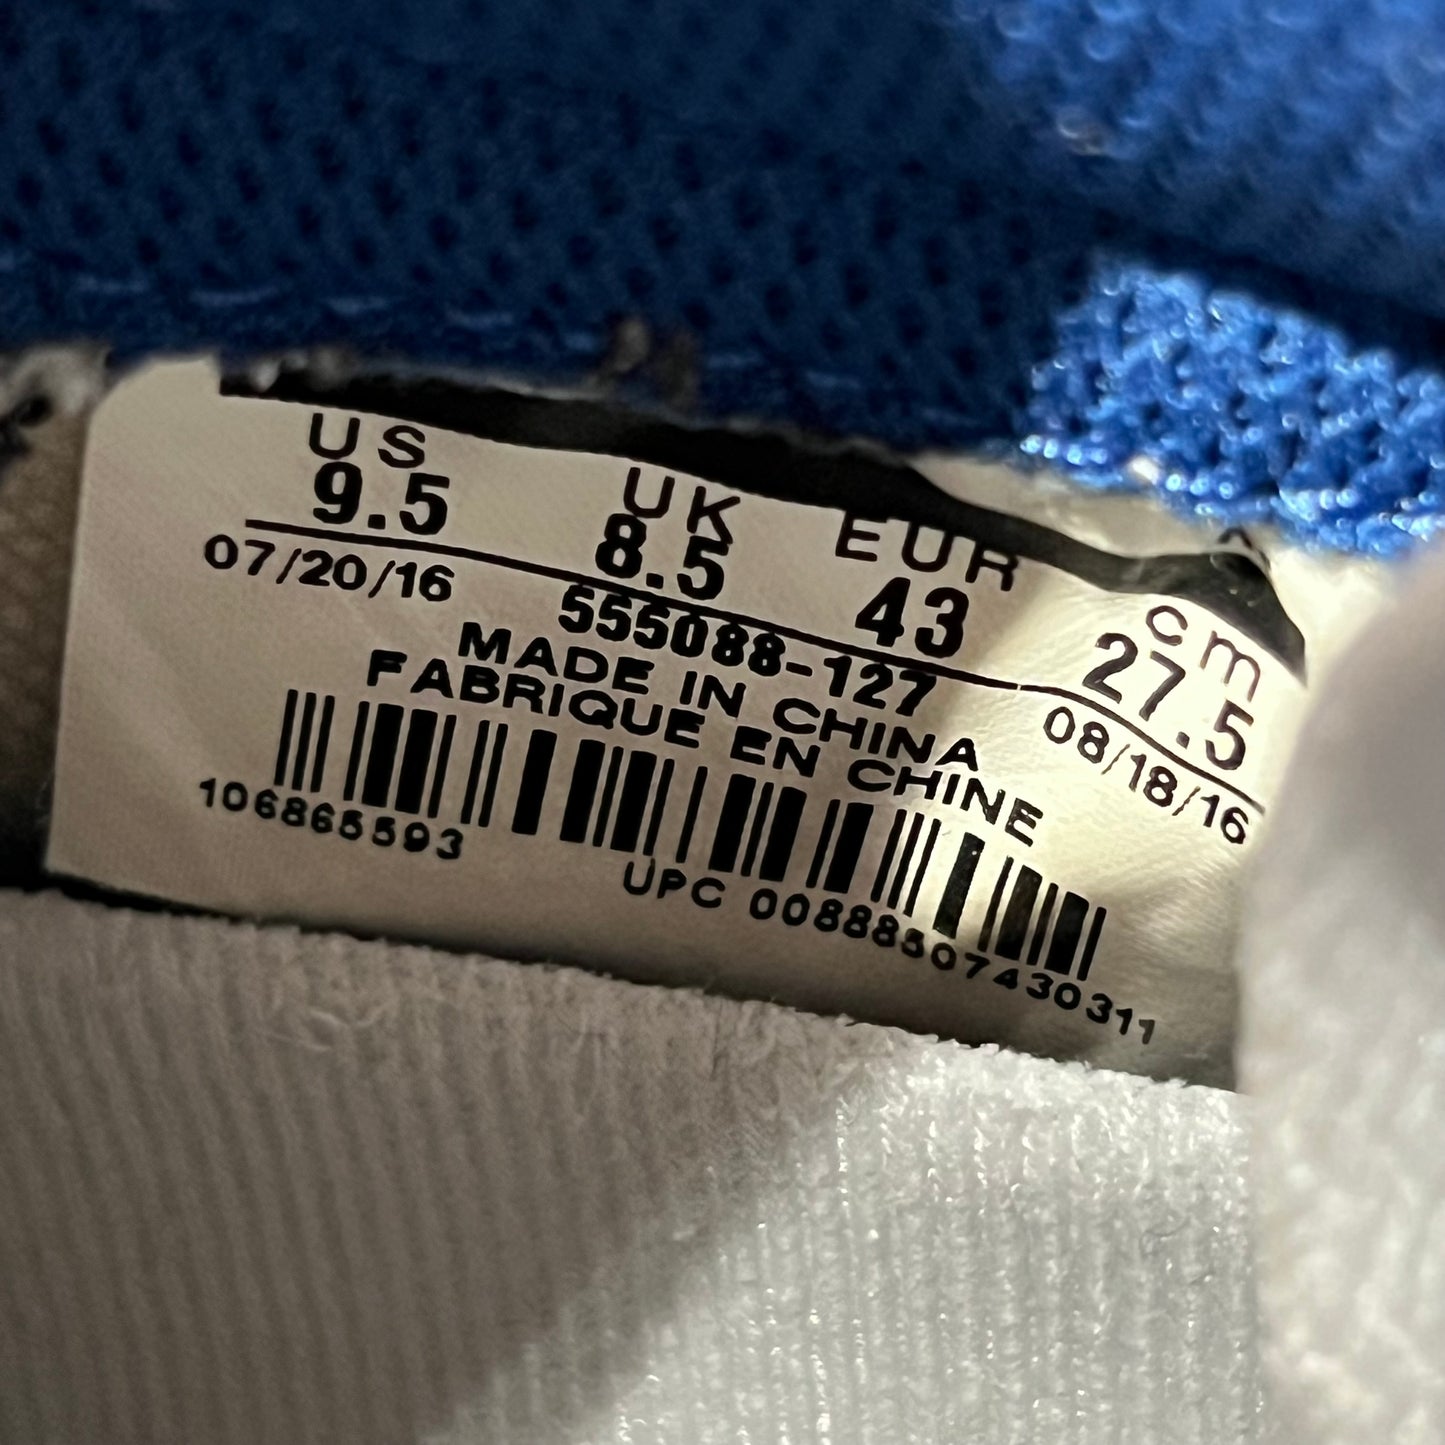 US UK EUR cm
9.5 8.5 43 27.5
07/20/16 555088-127 08/18/16
MADE IN CHINA
FABRIQUE EN CHINE
106865593
UPC 00888507430311